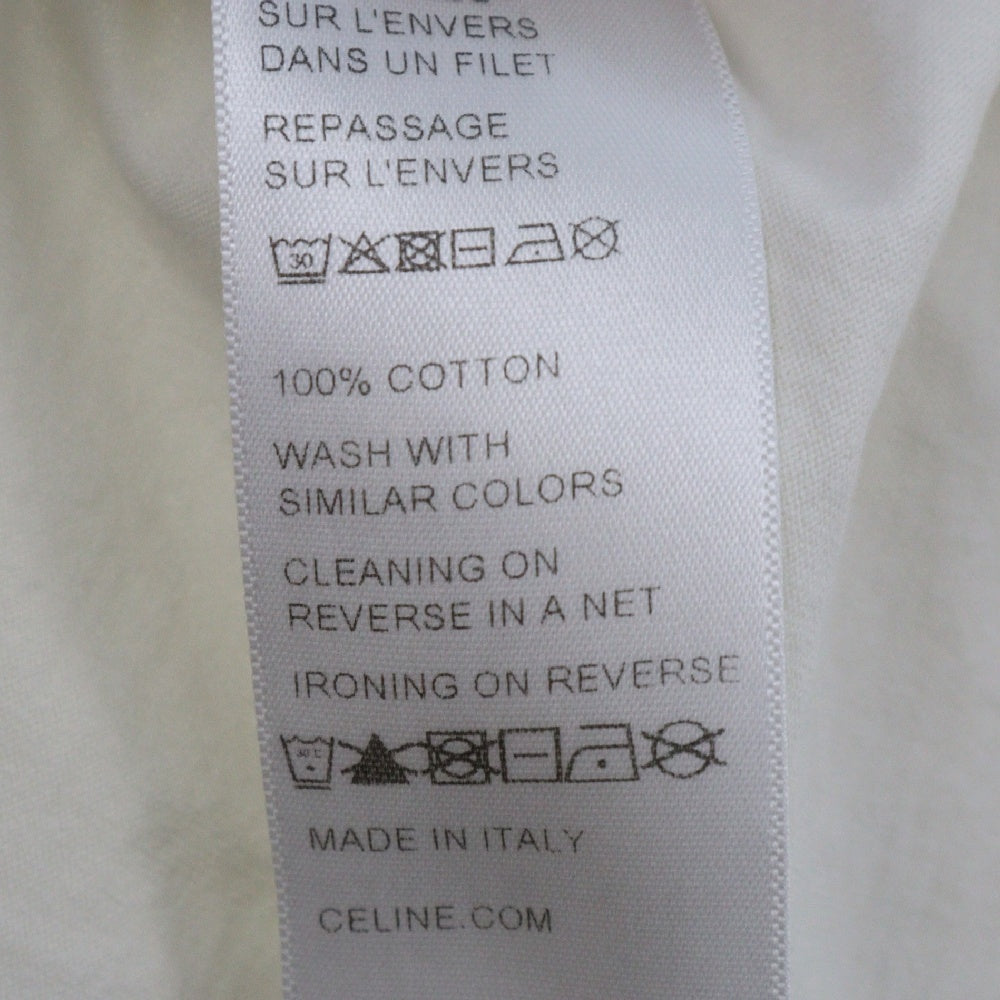 SUR L'ENVERS
DANS UN FILET
REPASSAGE
SUR L'ENVERS
30
100% COTTON
WASH WITH
SIMILAR COLORS
CLEANING ON
REVERSE IN A NET
IRONING ON REVERSE
MADE IN ITALY
CELINE.COM